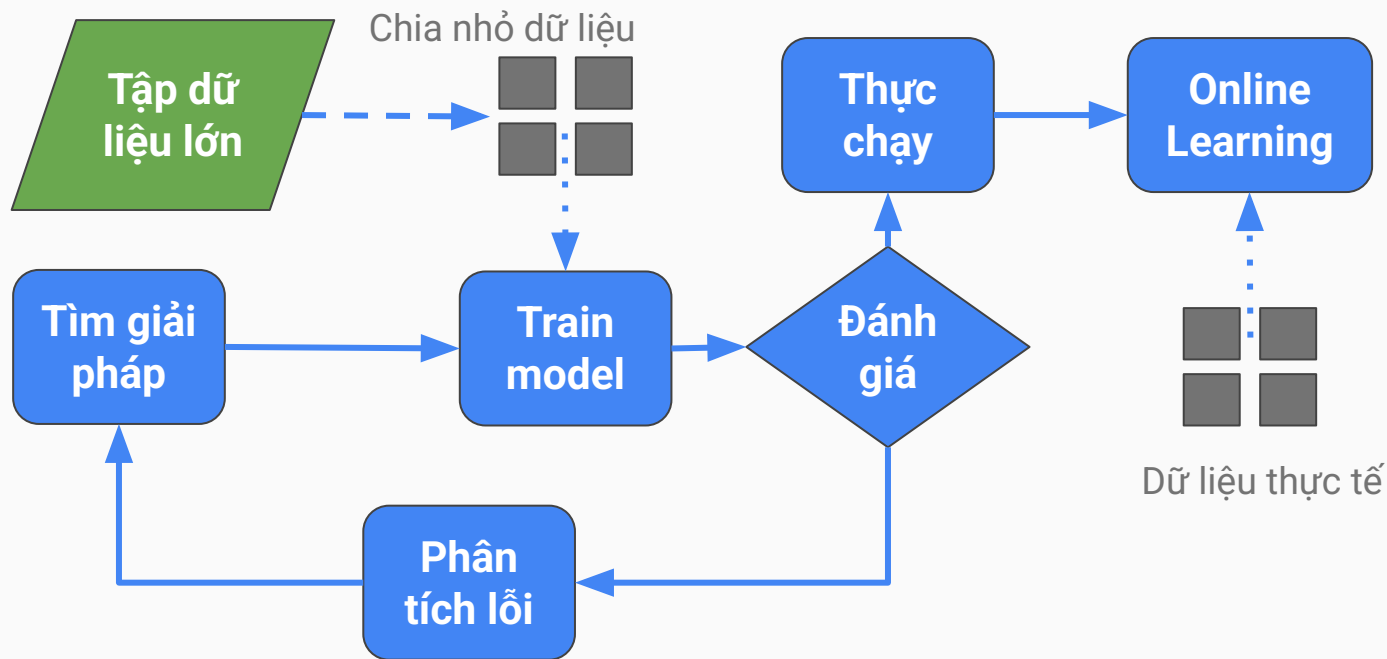 Chia nhỏ dữ liệu
Tập dữ
liệu lớn
Thực
chạy
Online
Learning
Tìm giải
pháp
Train
model
Đánh
giá
Dữ liệu thực tế
Phân
tích lỗi